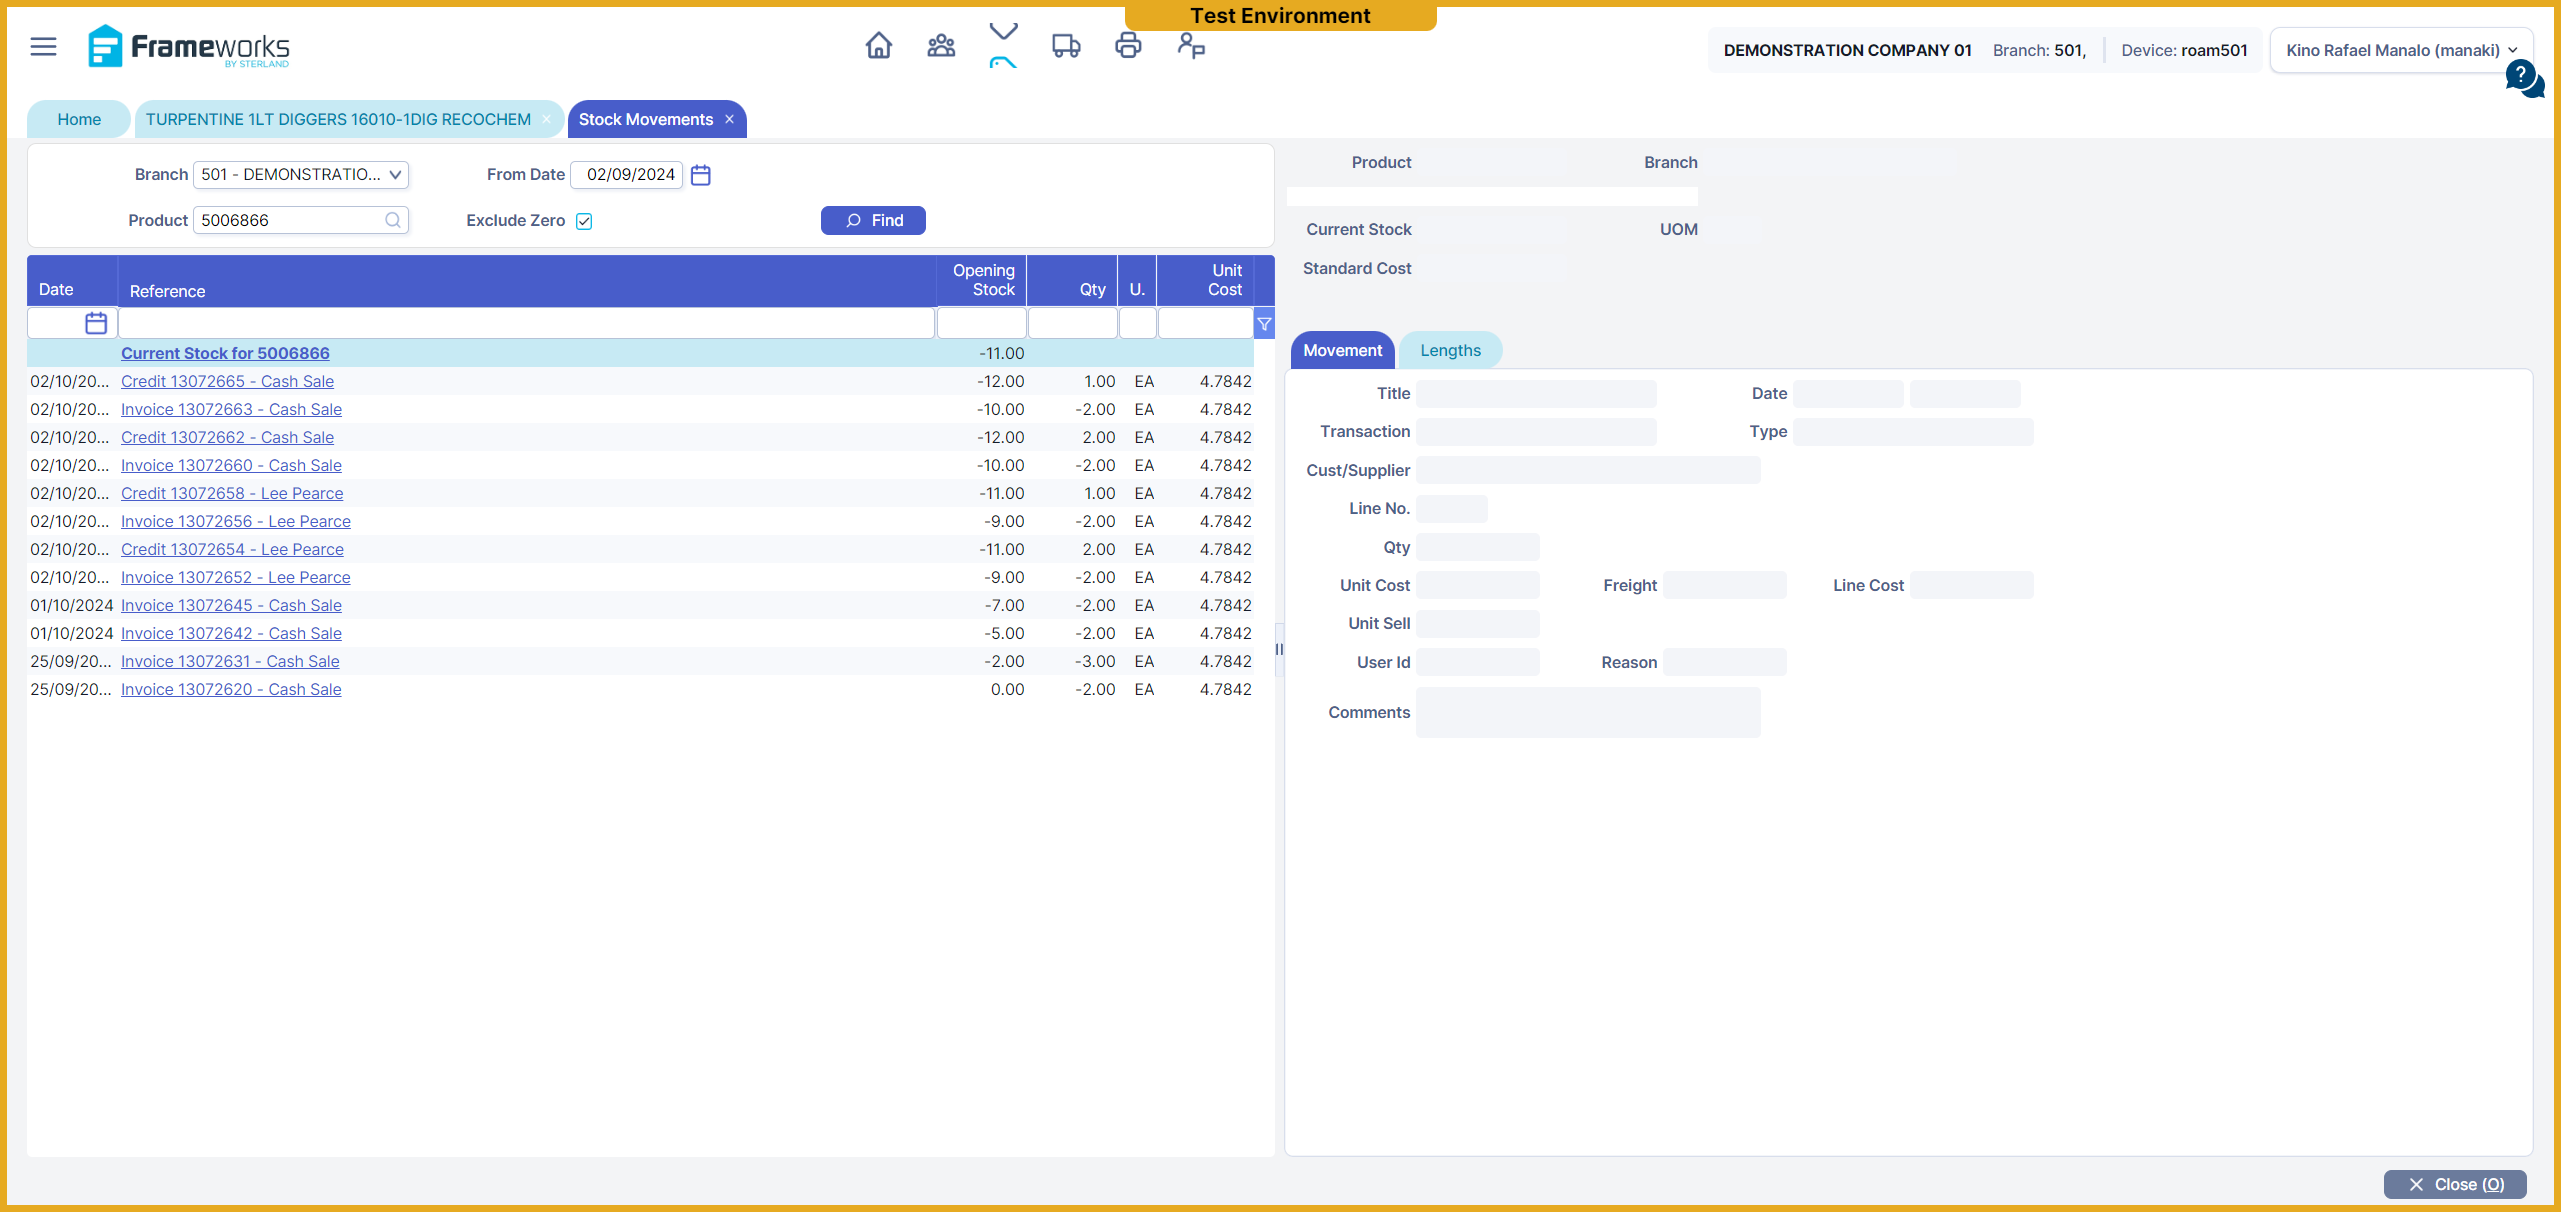 Test Environment
Frameworks
BY STERLAND
DEMONSTRATION COMPANY 01 Branch: 501, Device: roam501 Kino Rafael Manalo (manaki)
?
Home TURPENTINE 1LT DIGGERS 16010-1DIG RECOCHEM × Stock Movements ×
Branch 501 - DEMONSTRATIO... From Date 02/09/2024
Product 5006866 Exclude Zero Find
Product Branch
Current Stock UOM
Standard Cost
Date Reference Opening Stock Qty U. Unit Cost
Current Stock for 5006866 -11.00
02/10/20... Credit 13072665 - Cash Sale -12.00 1.00 EA 4.7842
02/10/20... Invoice 13072663 - Cash Sale -10.00 -2.00 EA 4.7842
02/10/20... Credit 13072662 - Cash Sale -12.00 2.00 EA 4.7842
02/10/20... Invoice 13072660 - Cash Sale -10.00 -2.00 EA 4.7842
02/10/20... Credit 13072658 - Lee Pearce -11.00 1.00 EA 4.7842
02/10/20... Invoice 13072656 - Lee Pearce -9.00 -2.00 EA 4.7842
02/10/20... Credit 13072654 - Lee Pearce -11.00 2.00 EA 4.7842
02/10/20... Invoice 13072652 - Lee Pearce -9.00 -2.00 EA 4.7842
01/10/2024 Invoice 13072645 - Cash Sale -7.00 -2.00 EA 4.7842
01/10/2024 Invoice 13072642 - Cash Sale -5.00 -2.00 EA 4.7842
25/09/20... Invoice 13072631 - Cash Sale -2.00 -3.00 EA 4.7842
25/09/20... Invoice 13072620 - Cash Sale 0.00 -2.00 EA 4.7842
Movement Lengths
Title Date
Transaction Type
Cust/Supplier
Line No.
Qty
Unit Cost Freight Line Cost
Unit Sell
User Id Reason
Comments
Close (O)